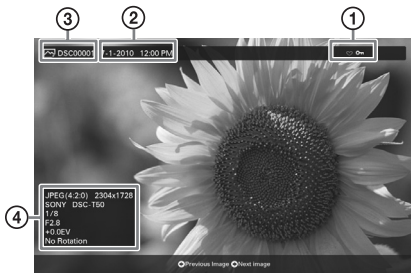 3
2
1
DSC00001
7-1-2010 12:00 PM
4
JPEG(4:2:0) 2304x1728
SONY DSC-T50
1/8
F2.8
+0.0EV
No Rotation
Previous Image Next image